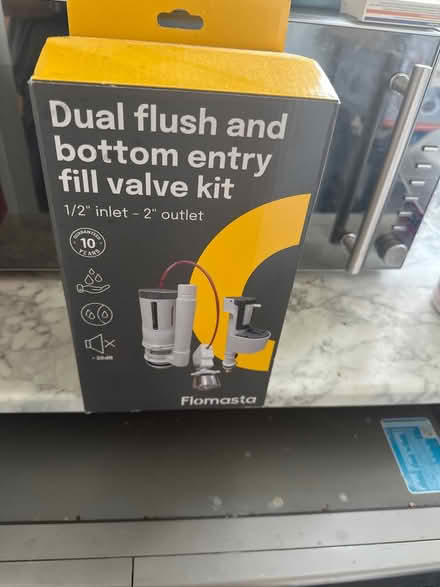 Dual flush and
bottom entry
fill valve kit
1/2" inlet - 2" outlet
GUARANTEED
10
YEARS
Flomasta